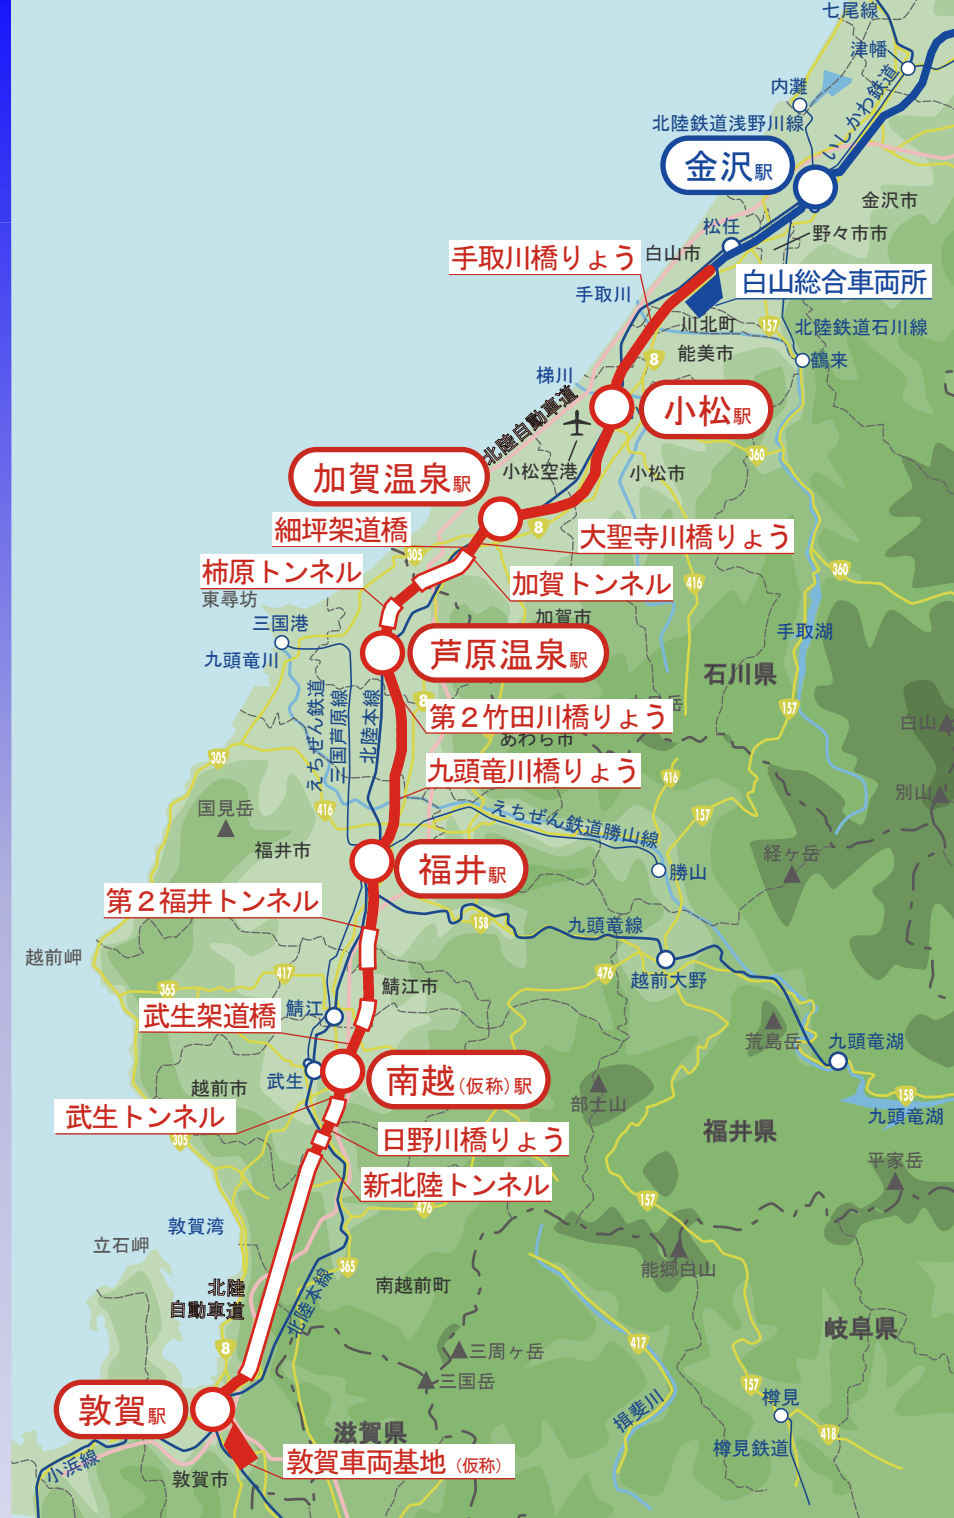 七尾線
津幡
内灘
いしかわ鉄道
北陸鉄道浅野川線
金沢駅
金沢市
松任
野々市市
手取川橋りょう
白山市
白山総合車両所
手取川
川北町
157
北陸鉄道石川線
能美市
8
鶴来
梯川
北陸自動車道
小松駅
小松空港
小松市
360
加賀温泉駅
細坪架道橋
8
大聖寺川橋りょう
305
柿原トンネル
加賀トンネル
416
360
東尋坊
加賀市
三国港
手取湖
九頭竜川
芦原温泉駅
石川県
えちぜん鉄道
三国芦原線
北陸本線
8
第２竹田川橋りょう
岳
157
白山
あわら市
305
九頭竜川橋りょう
416
別山
国見岳
416
えちぜん鉄道勝山線
157
福井市
経ヶ岳
福井駅
勝山
第２福井トンネル
158
九頭竜線
越前岬
417
476
越前大野
365
鯖江市
武生架道橋
鯖江
荒島岳
九頭竜湖
武生
南越(仮称)駅
越前市
部士山
158
九頭竜湖
武生トンネル
305
日野川橋りょう
福井県
平家岳
新北陸トンネル
476
157
敦賀湾
立石岬
365
能郷白山
北陸
自動車道
北陸本線
南越前町
岐阜県
8
三周ヶ岳
417
三国岳
157
樽見
敦賀駅
揖斐川
滋賀県
418
樽見鉄道
小浜線
敦賀車両基地（仮称）
敦賀市